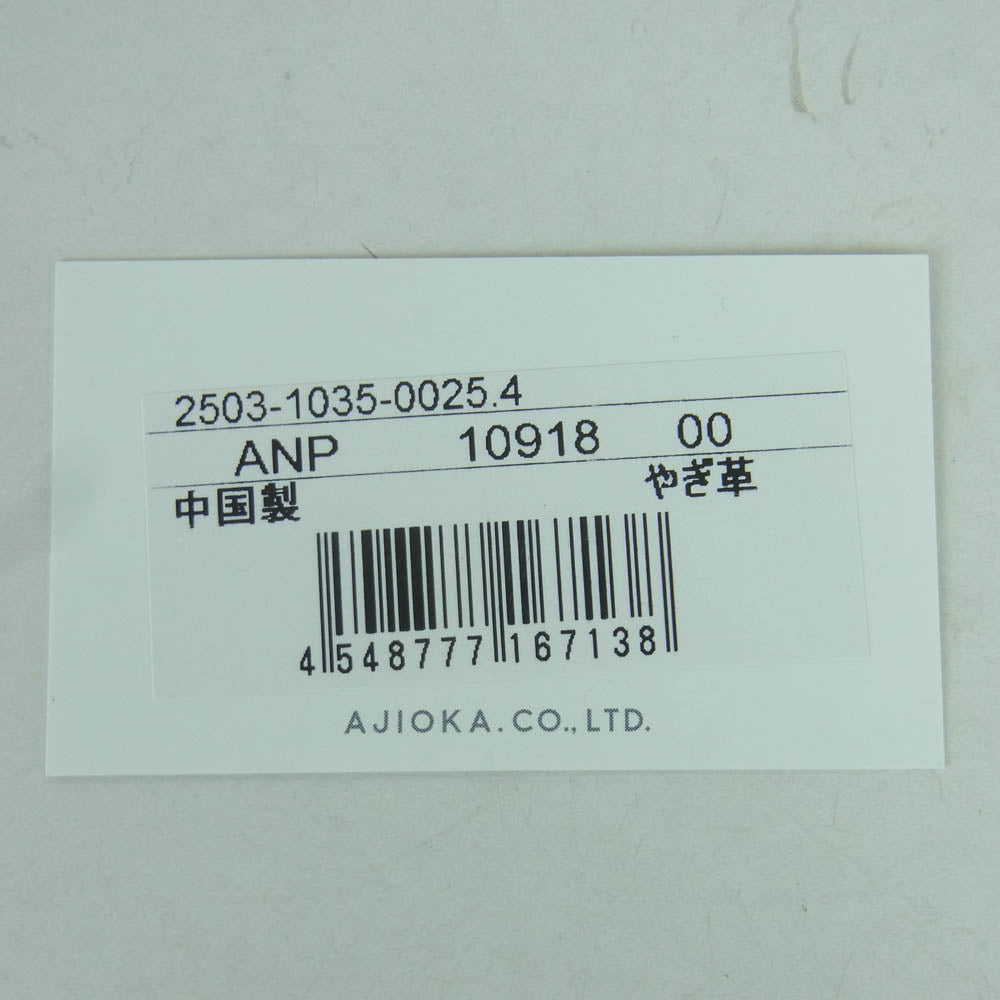 2503-1035-0025.4
ANP 10918 00
中国製 やぎ革
4 548777 167138
AJIOKA.CO.,LTD.